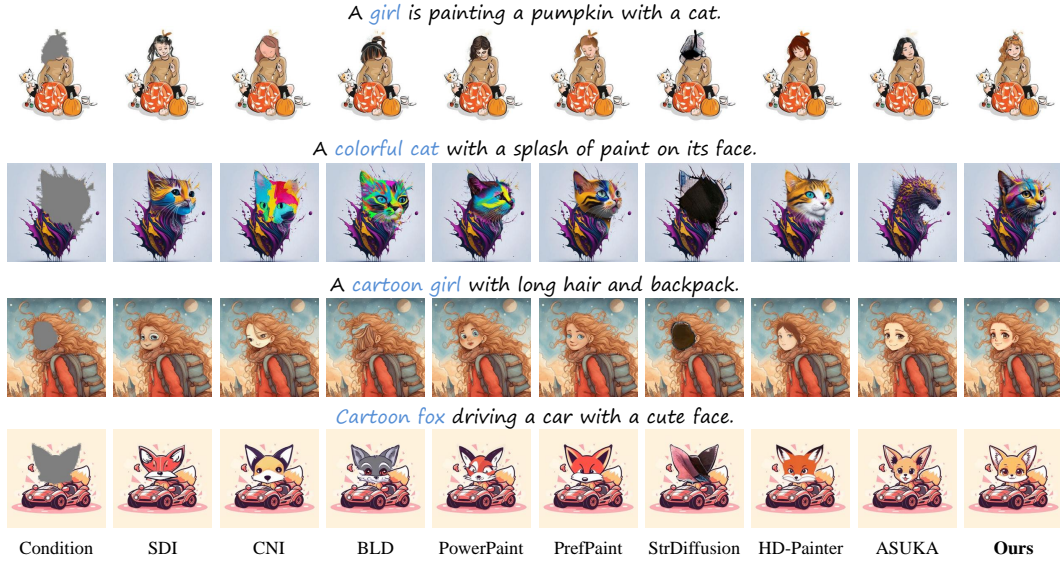 A girl is painting a pumpkin with a cat.
A colorful cat with a splash of paint on its face.
A cartoon girl with long hair and backpack.
Cartoon fox driving a car with a cute face.
Condition SDI CNI BLD PowerPaint PrefPaint StrDiffusion HD-Painter ASUKA Ours